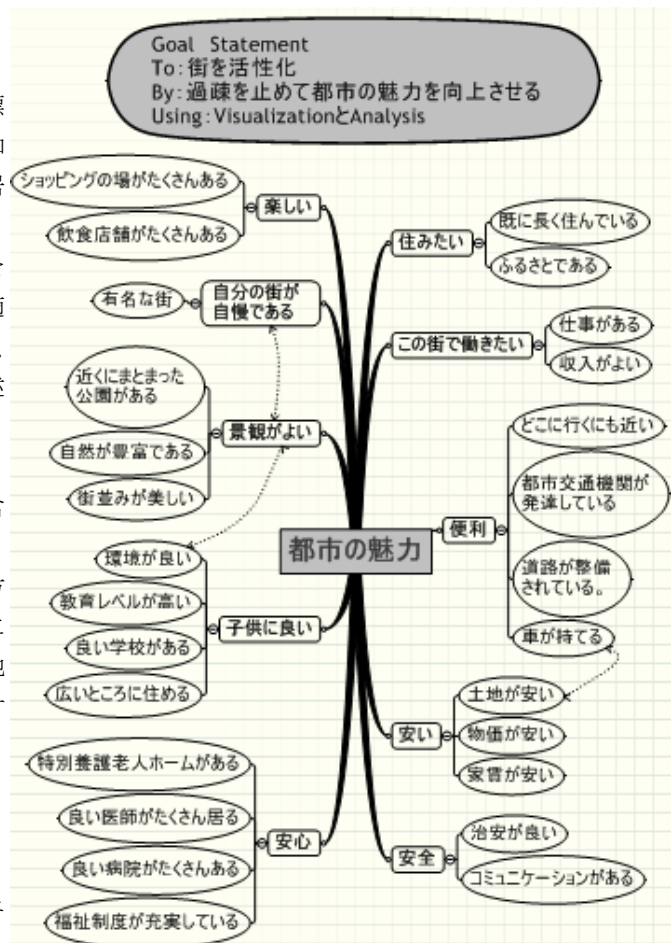 Goal Statement
To:街を活性化
By:過疎を止めて都市の魅力を向上させる
Using:VisualizationとAnalysis
都市の魅力
楽しい
ショッピングの場がたくさんある
飲食店舗がたくさんある
自分の街が
自慢である
有名な街
景観がよい
近くにまとまった
公園がある
自然が豊富である
街並みが美しい
子供に良い
環境が良い
教育レベルが高い
良い学校がある
広いところに住める
安心
特別養護老人ホームがある
良い医師がたくさん居る
良い病院がたくさんある
福祉制度が充実している
住みたい
既に長く住んでいる
ふるさとである
この街で働きたい
仕事がある
収入がよい
便利
どこに行くにも近い
都市交通機関が
発達している
道路が整備
されている。
車が持てる
安い
土地が安い
物価が安い
家賃が安い
安全
治安が良い
コミュニケーションがある